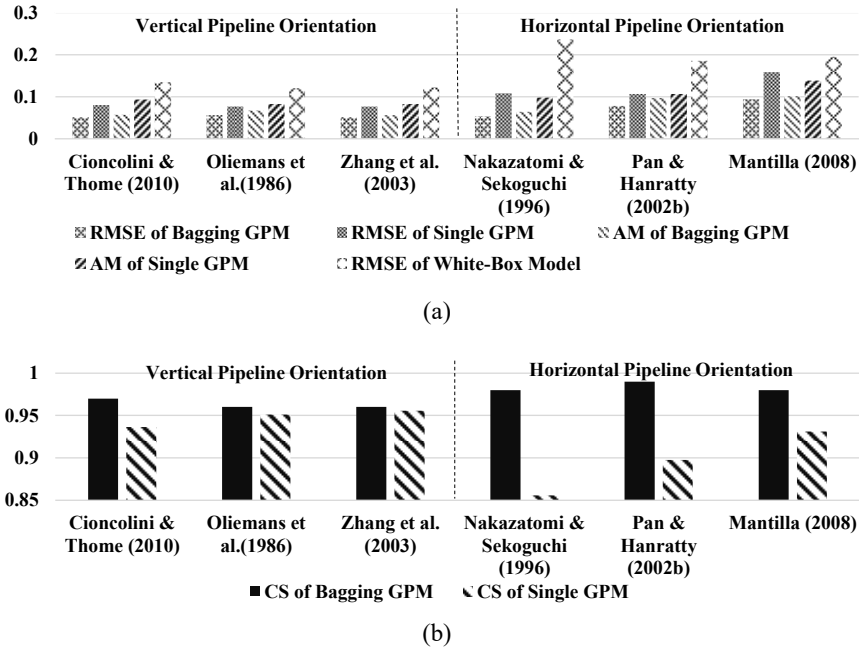 0.3
Vertical Pipeline Orientation
Horizontal Pipeline Orientation
0.2
0.1
0
Cioncolini &
Thome (2010)
Oliemans et
al.(1986)
Zhang et al.
(2003)
Nakazatomi &
Sekoguchi
(1996)
Pan &
Hanratty
(2002b)
Mantilla (2008)
RMSE of Bagging GPM
RMSE of Single GPM
AM of Bagging GPM
AM of Single GPM
RMSE of White-Box Model
(a)
1
Vertical Pipeline Orientation
Horizontal Pipeline Orientation
0.95
0.9
0.85
Cioncolini &
Thome (2010)
Oliemans et
al.(1986)
Zhang et al.
(2003)
Nakazatomi &
Sekoguchi
(1996)
Pan &
Hanratty
(2002b)
Mantilla (2008)
CS of Bagging GPM
CS of Single GPM
(b)